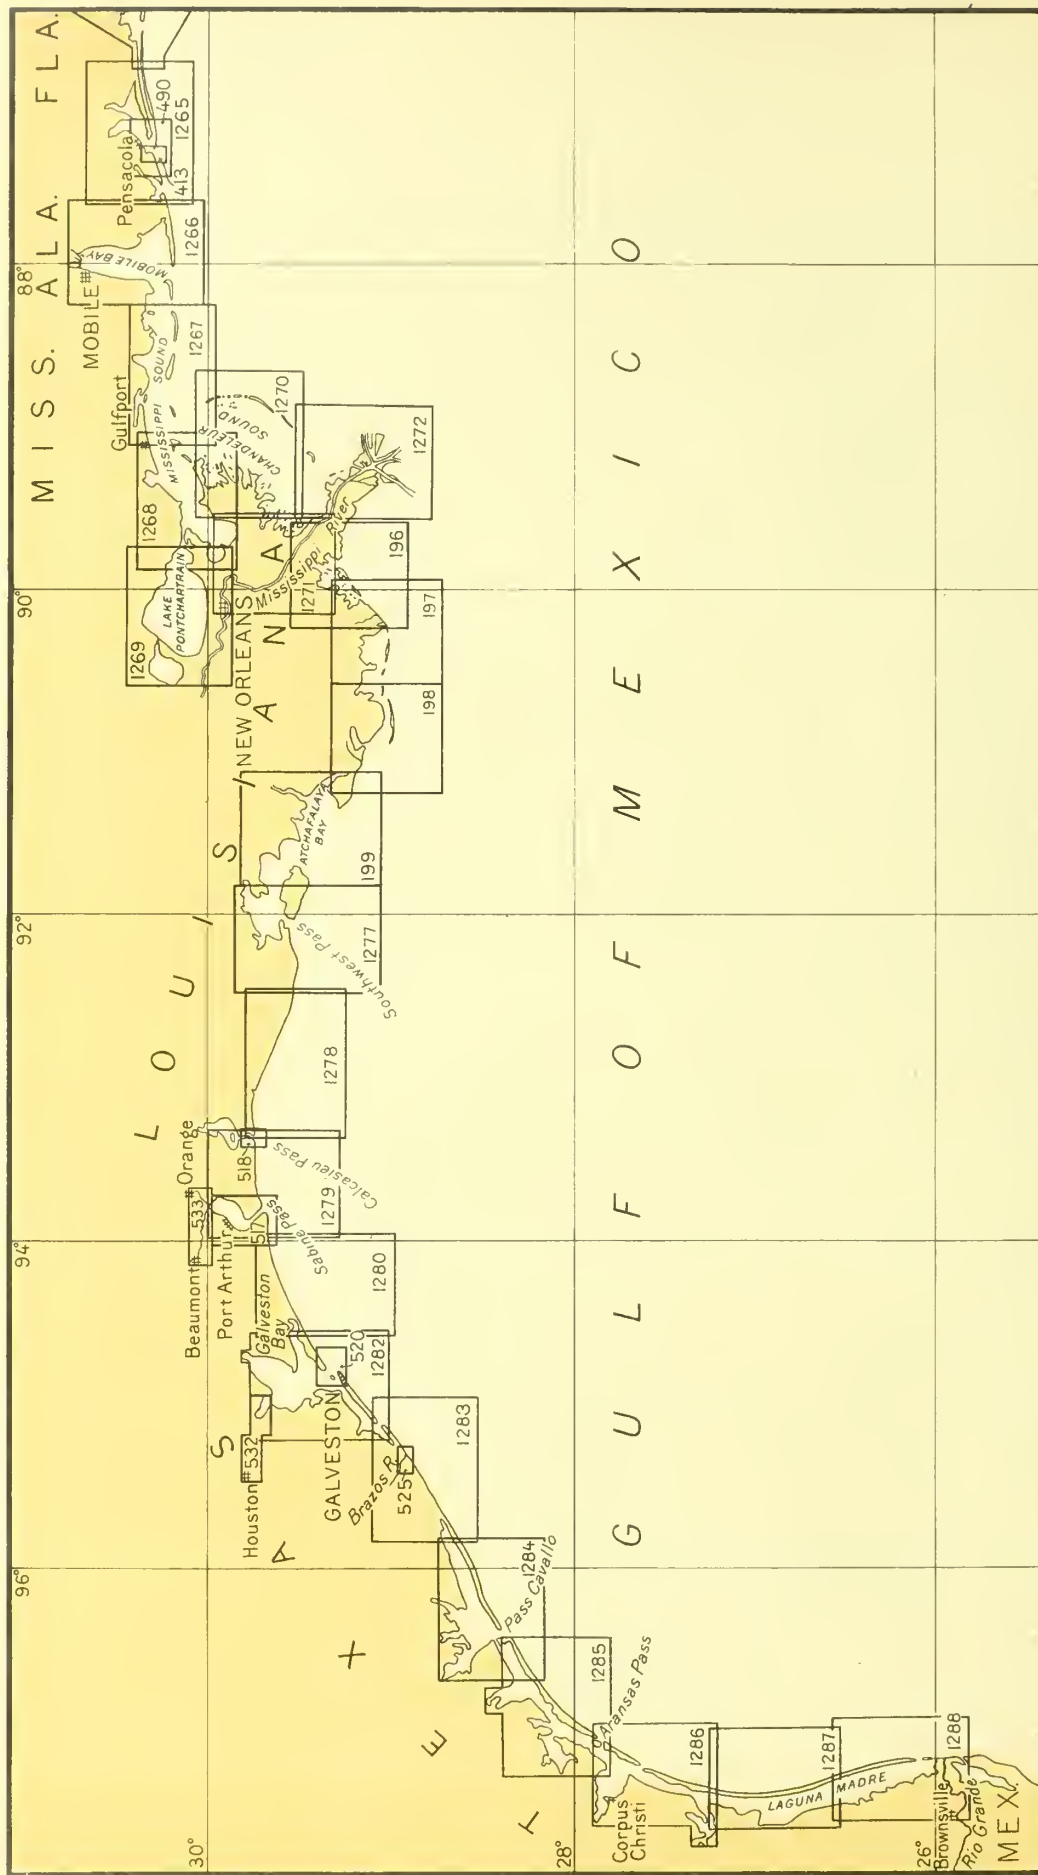 MISS.
ALA.
FLA.
LOUISIANA
TEXAS
MEX.
GULF OF MEXICO
88°
90°
92°
94°
96°
30°
28°
26°
Pensacola
490
1265
413
1266
MOBILE
MOBILE BAY
Gulfport
1267
MISSISSIPPI SOUND
1268
1270
CHANDELEUR
SOUND
1272
1269
LAKE
PONTCHARTRAIN
NEW ORLEANS
Mississippi River
1271
196
197
198
ATCHAFALAYA
BAY
199
1277
Southwest Pass
1278
Orange
518
Calcasieu Pass
1279
533
Beaumont
Port Arthur
517
Sabine Pass
1280
Galveston
Bay
520
1282
Houston
532
GALVESTON
1283
Brazos R.
525
1284
Pass Cavallo
1285
Aransas Pass
Corpus
Christi
1286
1287
LAGUNA MADRE
1288
Brownsville
Rio Grande